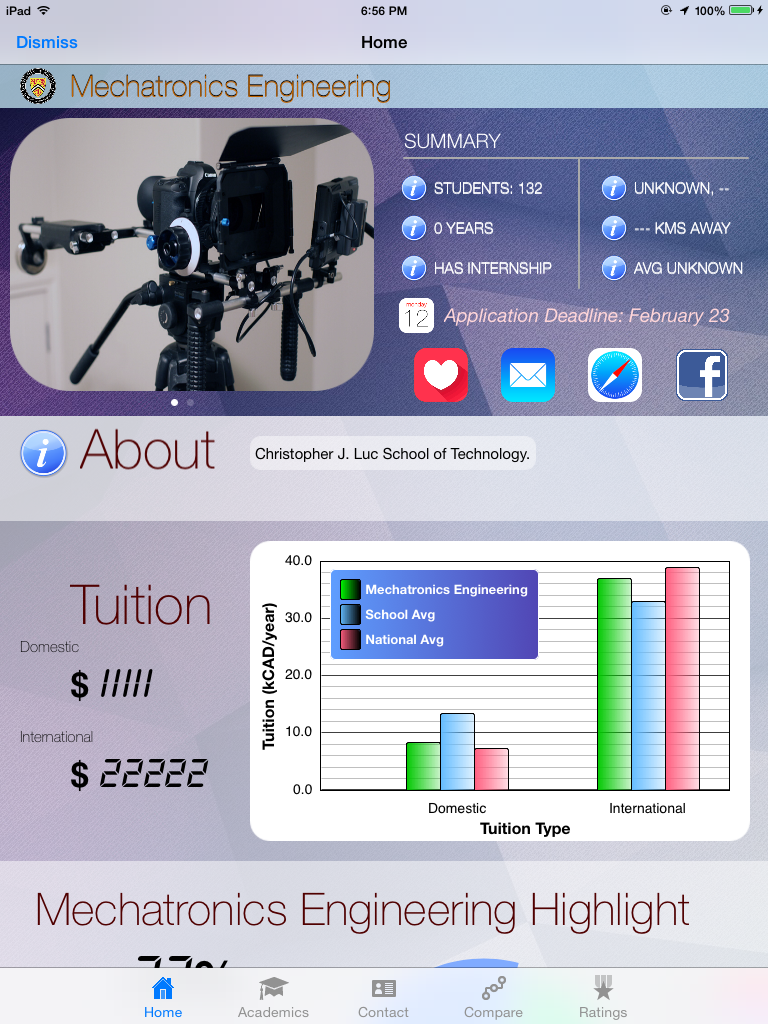 iPad 6:56 PM 100%
Dismiss Home
Mechatronics Engineering
Canon
SUMMARY
STUDENTS: 132
UNKNOWN, --
0 YEARS
--- KMS AWAY
HAS INTERNSHIP
AVG UNKNOWN
monday
12
Application Deadline: February 23
f
i About
Christopher J. Luc School of Technology.
Tuition
Domestic
$ 11111
International
$ 22222
40.0
30.0
20.0
10.0
0.0
Tuition (kCAD/year)
Mechatronics Engineering
School Avg
National Avg
Domestic International
Tuition Type
Mechatronics Engineering Highlight
Home Academics Contact Compare Ratings